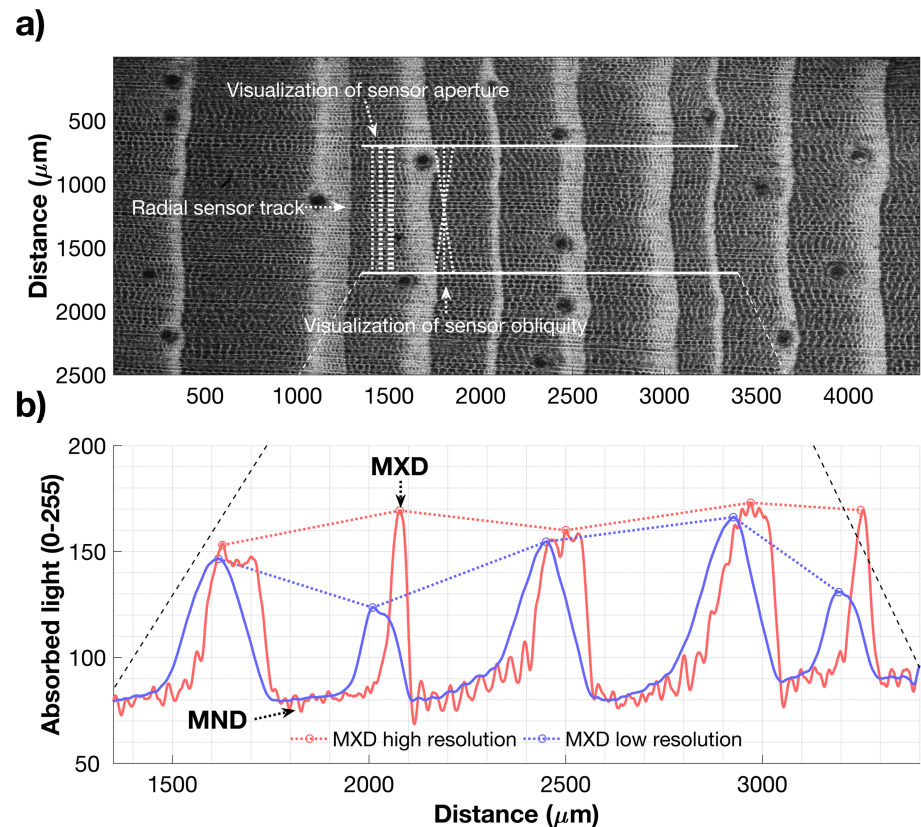 a)
Visualization of sensor aperture
Radial sensor track
Visualization of sensor obliquity
Distance (μm)
500
1000
1500
2000
2500
500 1000 1500 2000 2500 3000 3500 4000
b)
200
150
100
50
Absorbed light (0-255)
MXD
MND
MXD high resolution MXD low resolution
1500 2000 2500 3000
Distance (μm)